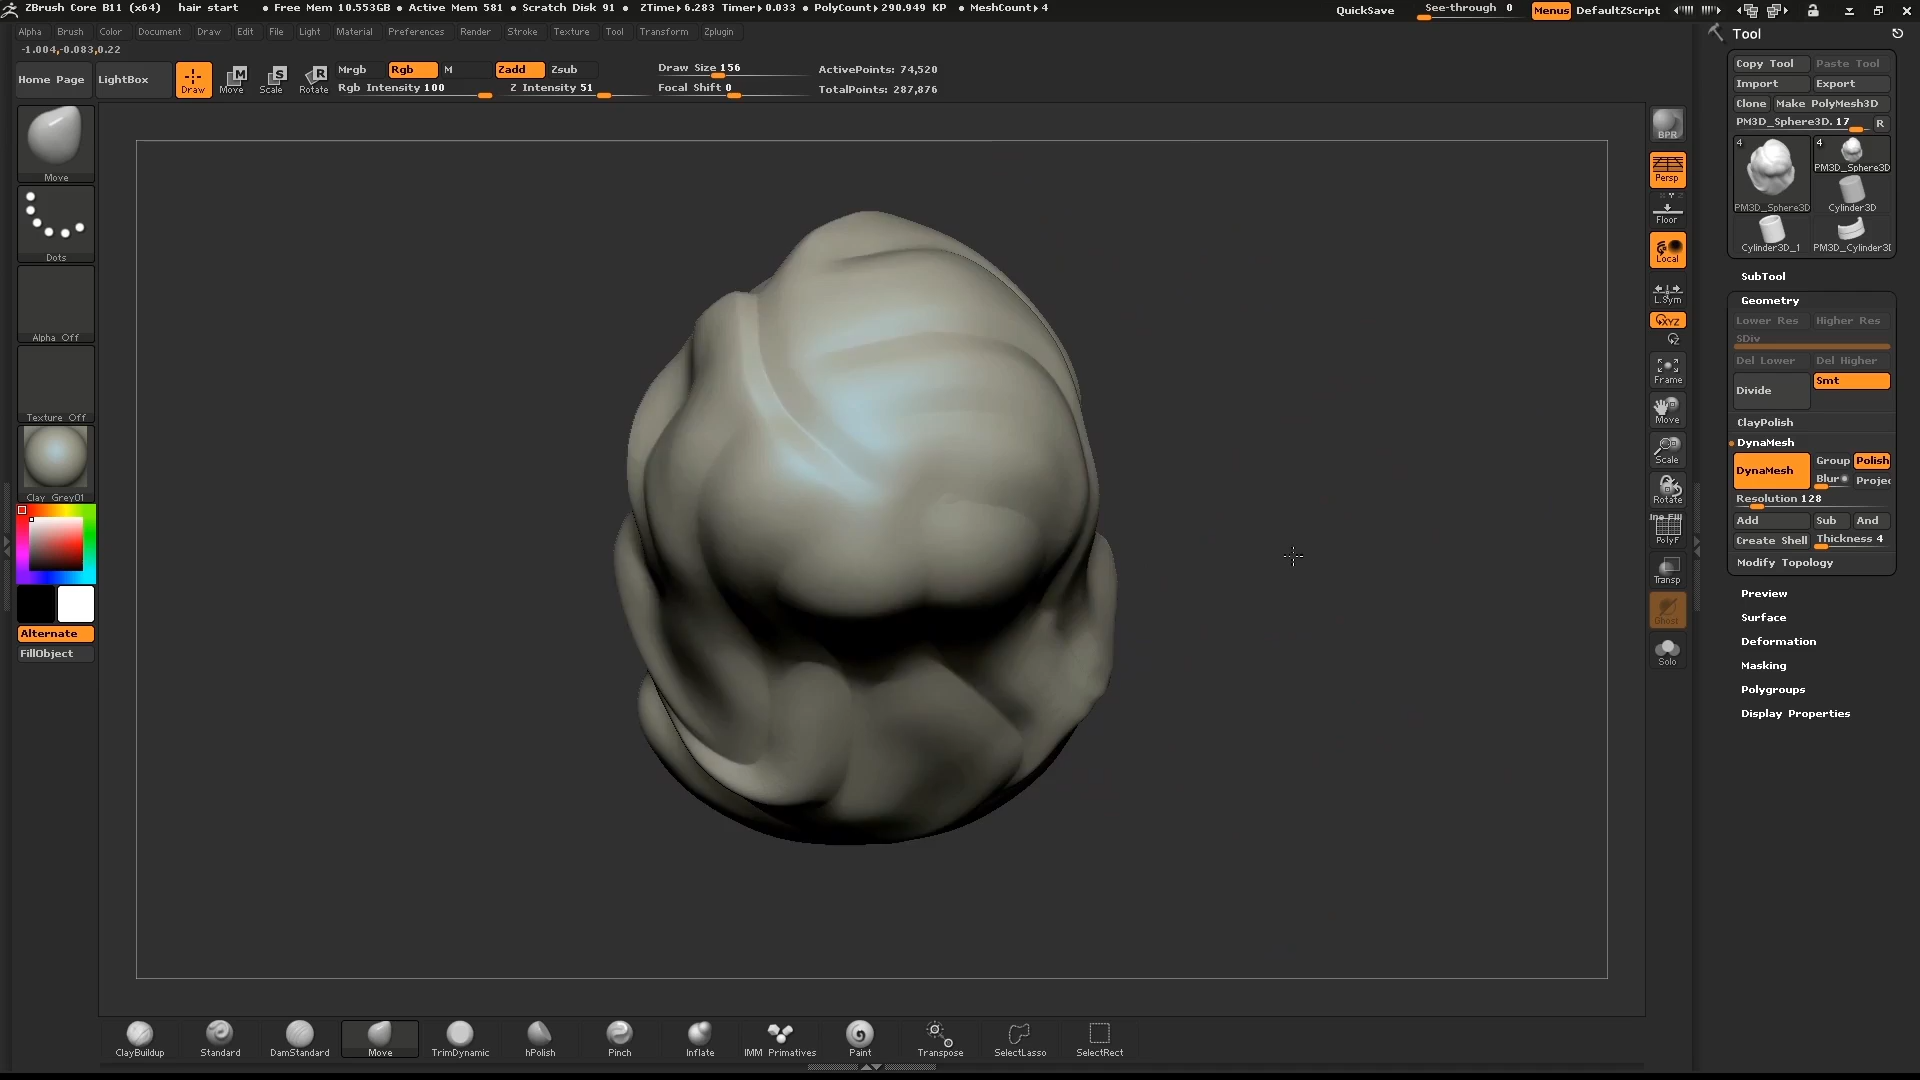 ZBrush Core B11 (x64) hair start • Free Mem 10.553GB • Active Mem 581 • Scratch Disk 91 • ZTime▸6.283 Timer▸0.033 • PolyCount▸290.949 KP • MeshCount▸4 QuickSave See-through 0 Menus DefaultZScript
Alpha Brush Color Document Draw Edit File Light Material Preferences Render Stroke Texture Tool Transform Zplugin
-1.004,-0.083,0.22
Home Page LightBox Draw Move Scale Rotate
Mrgb Rgb M Zadd Zsub
Rgb Intensity 100 Z Intensity 51
Draw Size 156
Focal Shift 0
ActivePoints: 74,520
TotalPoints: 287,876
Move
Dots
Alpha Off
Texture Off
Clay_Grey01
Alternate
FillObject
BPR
Persp
Floor
Local
L.Sym
XYZ
Frame
Move
Scale
Rotate
Line Fill
PolyF
Transp
Ghost
Solo
Tool
Copy Tool Paste Tool
Import Export
Clone Make PolyMesh3D
PM3D_Sphere3D. 17 R
4 4
PM3D_Sphere3D
PM3D_Sphere3D Cylinder3D
Cylinder3D_1 PM3D_Cylinder3D
SubTool
Geometry
Lower Res Higher Res
SDiv
Del Lower Del Higher
Divide Smt
ClayPolish
DynaMesh
DynaMesh Group Polish
Blur Projec
Resolution 128
Add Sub And
Create Shell Thickness 4
Modify Topology
Preview
Surface
Deformation
Masking
Polygroups
Display Properties
ClayBuildup Standard DamStandard Move TrimDynamic hPolish Pinch Inflate IMM Primitives Paint Transpose SelectLasso SelectRect